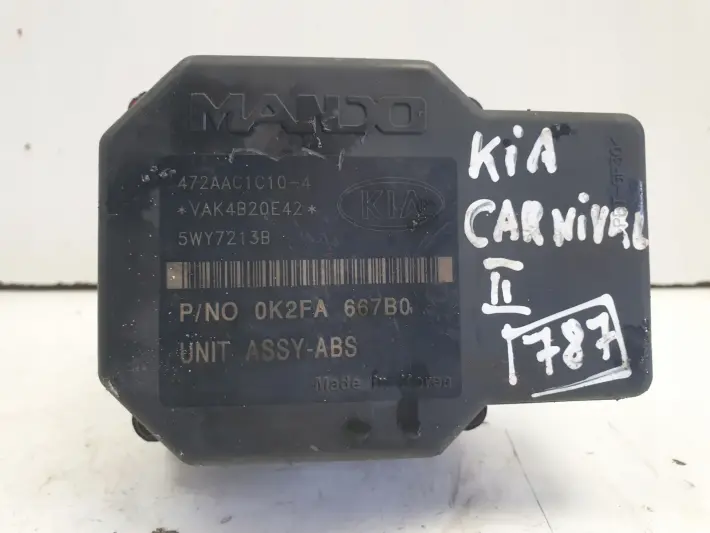 MANDO
472AAC1C10-4
*VAK4B20E42*
KIA
5WY7213B
P/NO 0K2FA 667B0
UNIT ASSY-ABS
Made in Korea
KiA
CARNIVAL
II
787